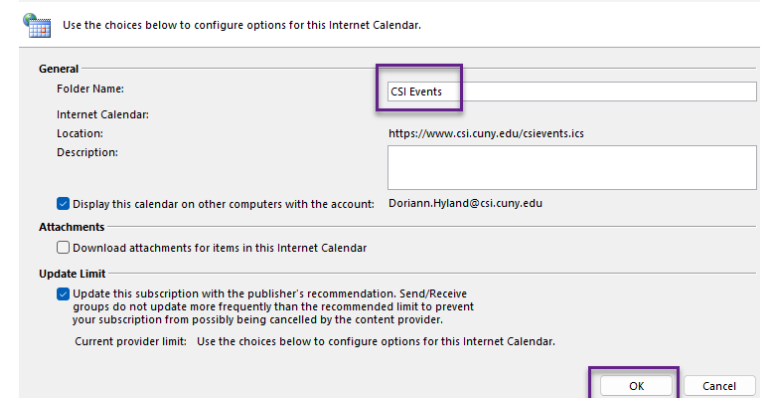 Use the choices below to configure options for this Internet Calendar.
General
Folder Name: CSI Events
Internet Calendar:
Location: https://www.csi.cuny.edu/csievents.ics
Description:
Display this calendar on other computers with the account: Doriann.Hyland@csi.cuny.edu
Attachments
Download attachments for items in this Internet Calendar
Update Limit
Update this subscription with the publisher's recommendation. Send/Receive
groups do not update more frequently than the recommended limit to prevent
your subscription from possibly being cancelled by the content provider.
Current provider limit: Use the choices below to configure options for this Internet Calendar.
OK Cancel